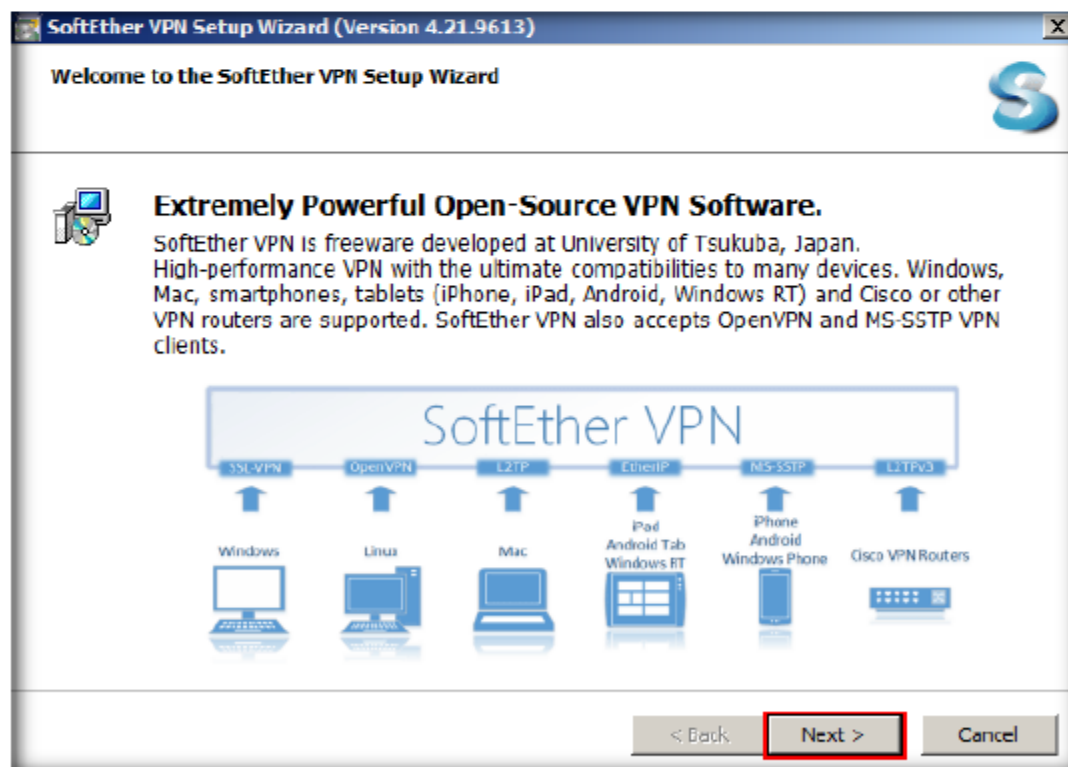 SoftEther VPN Setup Wizard (Version 4.21.9613)
Welcome to the SoftEther VPN Setup Wizard
Extremely Powerful Open-Source VPN Software.
SoftEther VPN is freeware developed at University of Tsukuba, Japan.
High-performance VPN with the ultimate compatibilities to many devices. Windows,
Mac, smartphones, tablets (iPhone, iPad, Android, Windows RT) and Cisco or other
VPN routers are supported. SoftEther VPN also accepts OpenVPN and MS-SSTP VPN
clients.
SoftEther VPN
SSL-VPN OpenVPN L2TP EtherIP MS-SSTP L2TPv3
Windows
Linux
Mac
iPad
Android Tab
Windows RT
iPhone
Android
Windows Phone
Cisco VPN Routers
< Back Next > Cancel